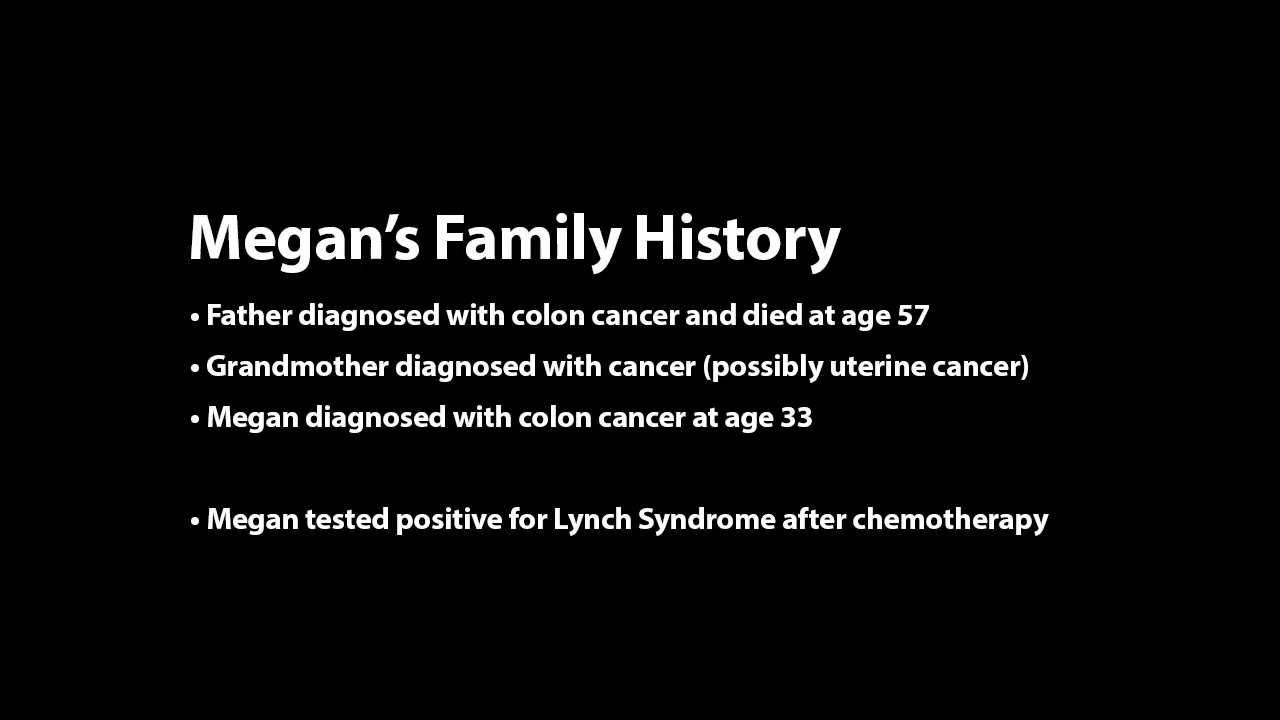 Megan’s Family History
• Father diagnosed with colon cancer and died at age 57
• Grandmother diagnosed with cancer (possibly uterine cancer)
• Megan diagnosed with colon cancer at age 33
• Megan tested positive for Lynch Syndrome after chemotherapy